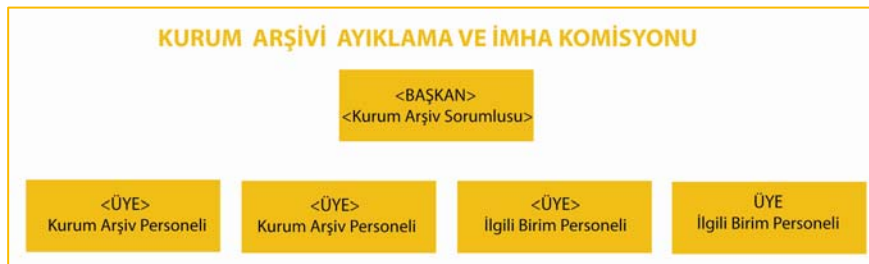 KURUM ARŞİVİ AYIKLAMA VE İMHA KOMİSYONU
<BAŞKAN>
<Kurum Arşiv Sorumlusu>
<ÜYE>
Kurum Arşiv Personeli
<ÜYE>
Kurum Arşiv Personeli
<ÜYE>
İlgili Birim Personeli
ÜYE
İlgili Birim Personeli